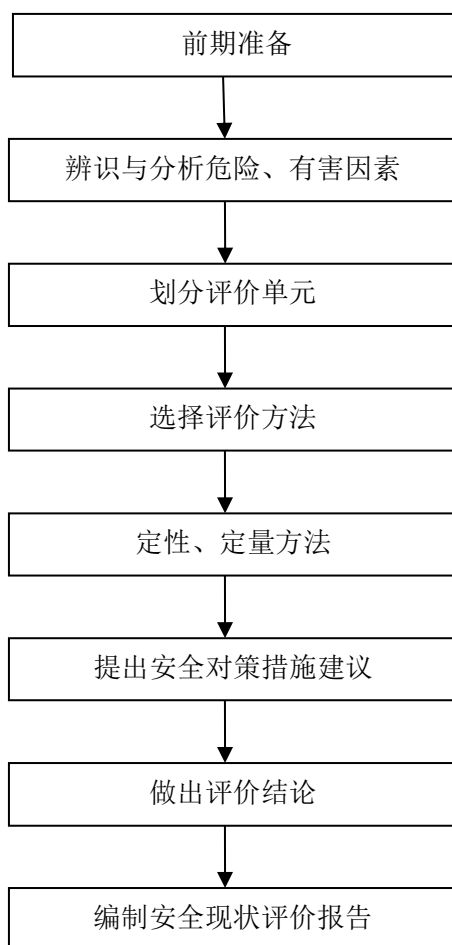 前期准备
辨识与分析危险、有害因素
划分评价单元
选择评价方法
定性、定量方法
提出安全对策措施建议
做出评价结论
编制安全现状评价报告